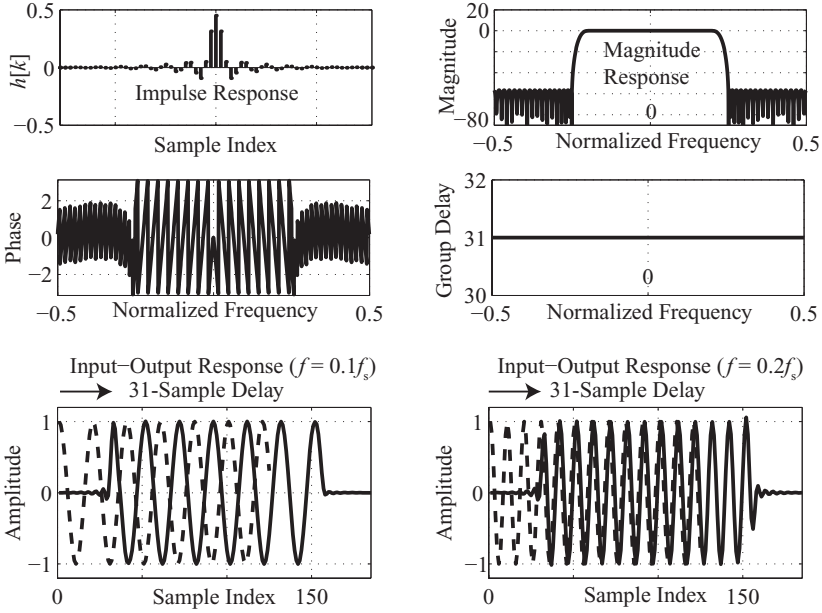 0.5
0
−0.5
h[k]
Impulse Response
Sample Index
20
0
−80
Magnitude
Magnitude
Response
0
−0.5
Normalized Frequency
0.5
2
0
−2
Phase
−0.5
Normalized Frequency
0.5
32
31
30
Group Delay
0
−0.5
Normalized Frequency
0.5
Input−Output Response (f = 0.1fs)
31-Sample Delay
1
0
−1
Amplitude
0
Sample Index
150
Input−Output Response (f = 0.2fs)
31-Sample Delay
1
0
−1
Amplitude
0
Sample Index
150